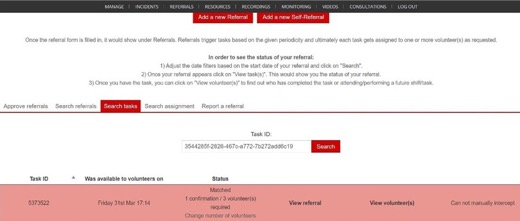 MANAGE | INCIDENTS | REFERRALS | RESOURCES | RECORDINGS | MONITORING | VIDEOS | CONSULTATIONS | LOG OUT
Add a new Referral Add a new Self-Referral
Once the referral form is filled in, it would show under Referrals. Referrals trigger tasks based on the given periodicity and ultimately each task gets assigned to one or more volunteer(s) as requested.
In order to see the status of your referral:
1) Adjust the date filters based on the start date of your referral and click on "Search".
2) Once your referral appears click on "View task(s)". This would show you the status of your referral.
3) Once you have the task, you can click on "View volunteer(s)" to find out who has completed the task or attending/performing a future shift/task.
Approve referrals Search referrals Search tasks Search assignment Report a referral
Task ID:
3544285f-2828-467c-a772-7b272add6c19 Search
Task ID Was available to volunteers on Status
Matched
1 confirmation / 3 volunteer(s)
5373522 Friday 31st Mar 17:14 required View referral View volunteer(s) Can not manually intercept
Change number of volunteers